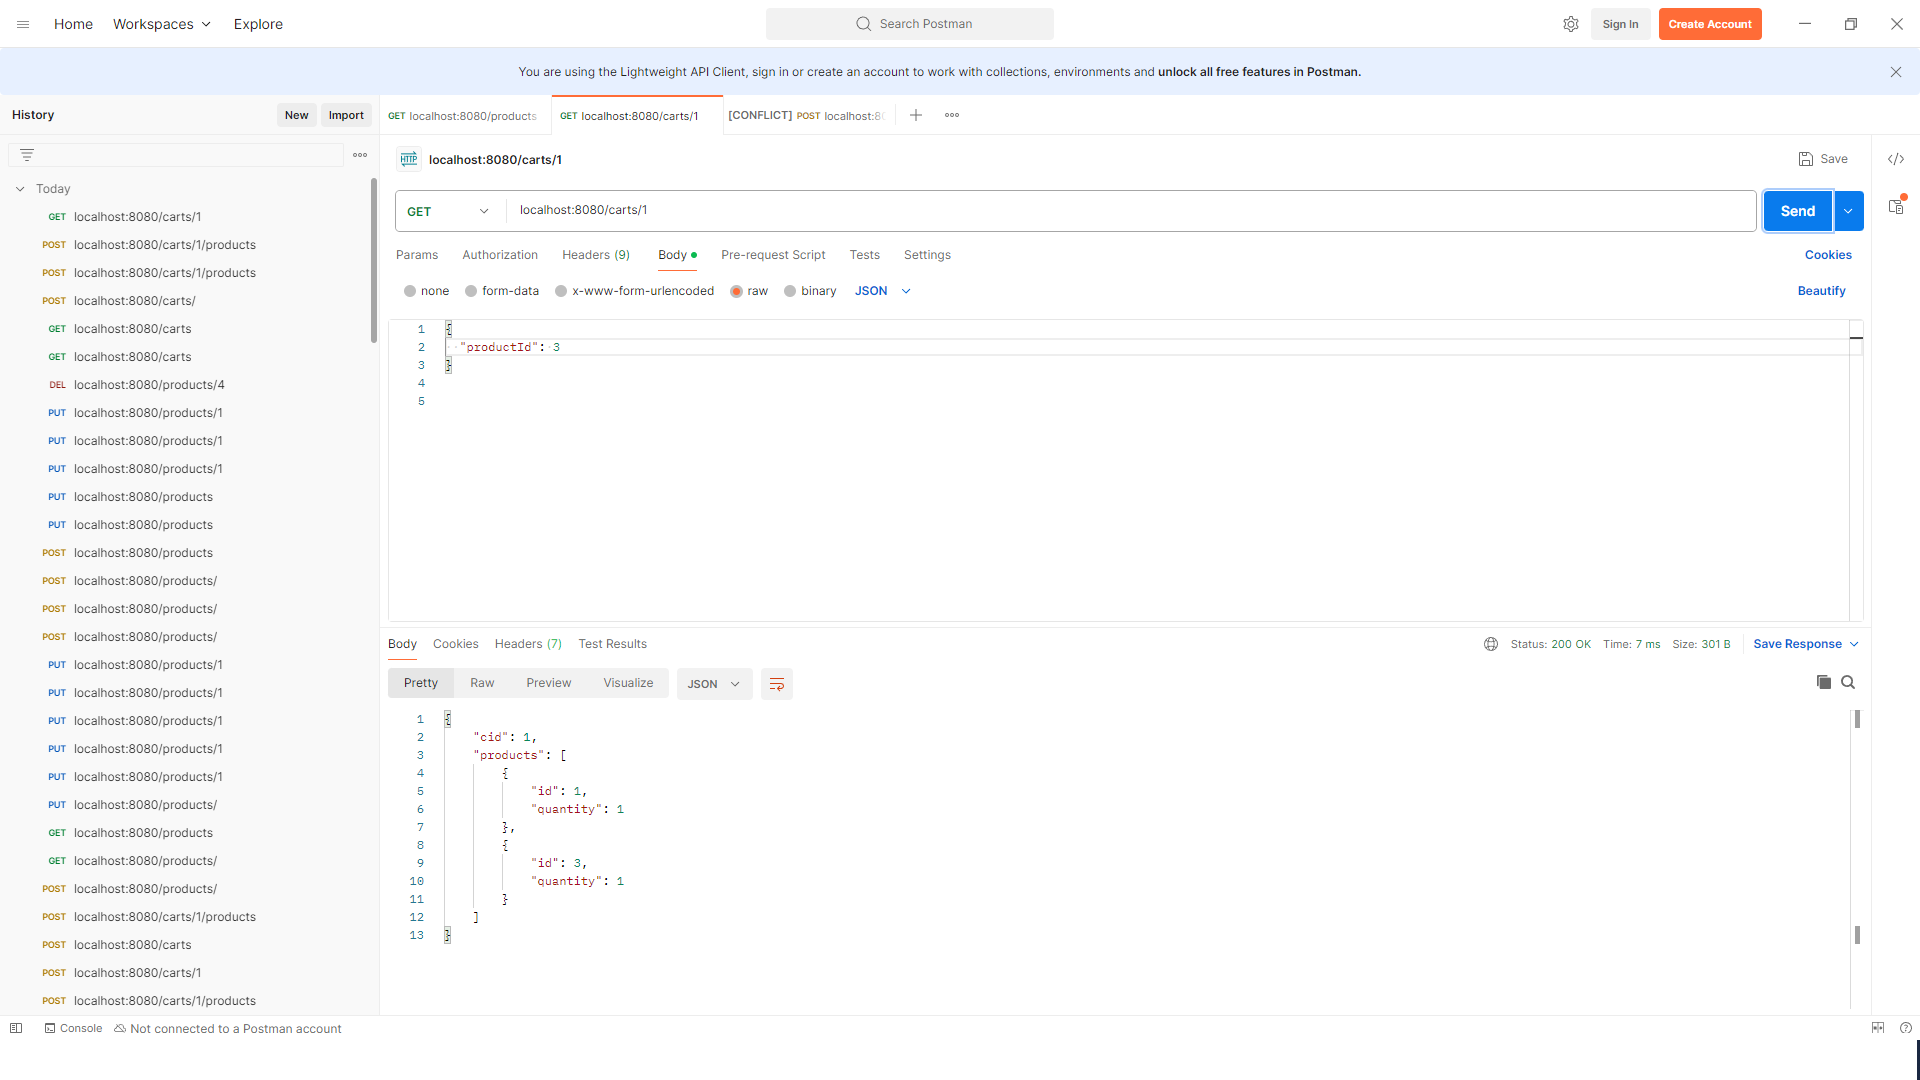 Home Workspaces Explore Search Postman Sign In Create Account
You are using the Lightweight API Client, sign in or create an account to work with collections, environments and unlock all free features in Postman.
History New Import
Today
GET localhost:8080/carts/1
POST localhost:8080/carts/1/products
POST localhost:8080/carts/1/products
POST localhost:8080/carts/
GET localhost:8080/carts
GET localhost:8080/carts
DEL localhost:8080/products/4
PUT localhost:8080/products/1
PUT localhost:8080/products/1
PUT localhost:8080/products/1
PUT localhost:8080/products
PUT localhost:8080/products
POST localhost:8080/products
POST localhost:8080/products/
POST localhost:8080/products/
POST localhost:8080/products/
PUT localhost:8080/products/1
PUT localhost:8080/products/1
PUT localhost:8080/products/1
PUT localhost:8080/products/1
PUT localhost:8080/products/1
PUT localhost:8080/products/
GET localhost:8080/products
GET localhost:8080/products/
POST localhost:8080/products/
POST localhost:8080/carts/1/products
POST localhost:8080/carts
POST localhost:8080/carts/1
POST localhost:8080/carts/1/products
GET localhost:8080/products GET localhost:8080/carts/1 [CONFLICT] POST localhost:80
HTTP localhost:8080/carts/1 Save
GET localhost:8080/carts/1 Send
Params Authorization Headers (9) Body Pre-request Script Tests Settings Cookies
none form-data x-www-form-urlencoded raw binary JSON Beautify
1 {
2 "productId": 3
3 }
4
5
Body Cookies Headers (7) Test Results Status: 200 OK Time: 7 ms Size: 301 B Save Response
Pretty Raw Preview Visualize JSON
1 {
2 "cid": 1,
3 "products": [
4 {
5 "id": 1,
6 "quantity": 1
7 },
8 {
9 "id": 3,
10 "quantity": 1
11 }
12 ]
13 }
Console Not connected to a Postman account